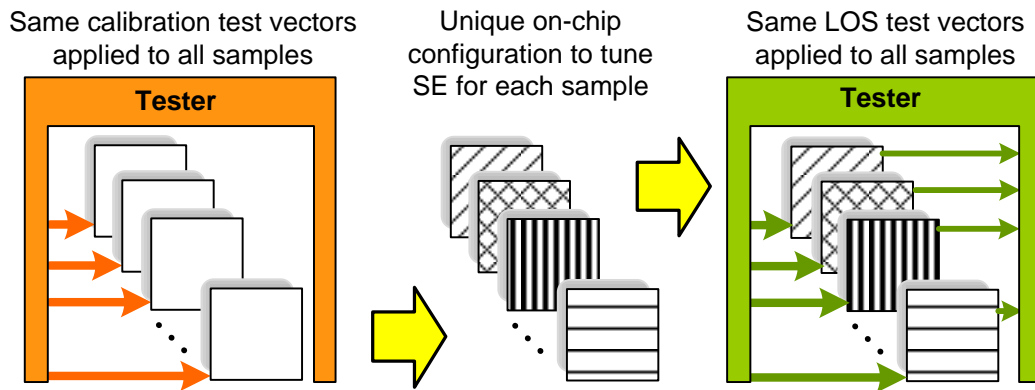 Same calibration test vectors
applied to all samples
Tester
Unique on-chip
configuration to tune
SE for each sample
Same LOS test vectors
applied to all samples
Tester